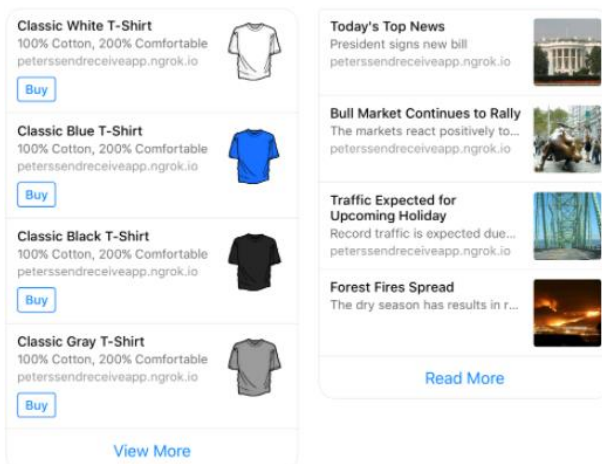 Classic White T-Shirt
100% Cotton, 200% Comfortable
peterssendreceiveapp.ngrok.io
Buy
Classic Blue T-Shirt
100% Cotton, 200% Comfortable
peterssendreceiveapp.ngrok.io
Buy
Classic Black T-Shirt
100% Cotton, 200% Comfortable
peterssendreceiveapp.ngrok.io
Buy
Classic Gray T-Shirt
100% Cotton, 200% Comfortable
peterssendreceiveapp.ngrok.io
Buy
View More
Today's Top News
President signs new bill
peterssendreceiveapp.ngrok.io
Bull Market Continues to Rally
The markets react positively to...
peterssendreceiveapp.ngrok.io
Traffic Expected for
Upcoming Holiday
Record traffic is expected due...
peterssendreceiveapp.ngrok.io
Forest Fires Spread
The dry season has results in r...
Read More